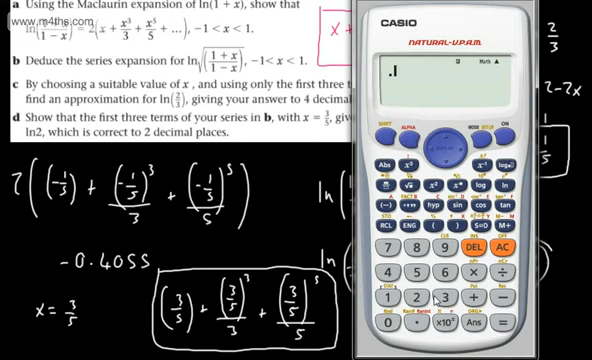 a Using the Maclaurin expansion of ln(1 + x), show that
ln(1+x/1−x) = 2(x + x³/3 + x⁵/5 + ...), −1 < x < 1.
b Deduce the series expansion for ln√((1+x)/(1−x)), −1 < x < 1.
c By choosing a suitable value of x, and using only the first three t
find an approximation for ln(2/3), giving your answer to 4 decimal
d Show that the first three terms of your series in b, with x = 3/5, giv
ln2, which is correct to 2 decimal places.
www.m4ths.com
x +
2/3
2-2x
1
1/5
2((-1/5) + (-1/5)³/3 + (-1/5)⁵/5)
ln(
-0.4055
ln(
x = 3/5
(3/5) + (3/5)³/3 + (3/5)⁵/5
CASIO
NATURAL-V.P.A.M.
D Math ▲
.1
SHIFT ALPHA MODE SETUP ON
REPLAY
Abs x³ x⁻¹ log
√ x² log ln
(−) hyp sin cos tan
RCL ENG ( ) S⇔D M+
7 8 9 DEL AC
4 5 6 × ÷
1 2 3 + −
0 . ×10ˣ Ans =